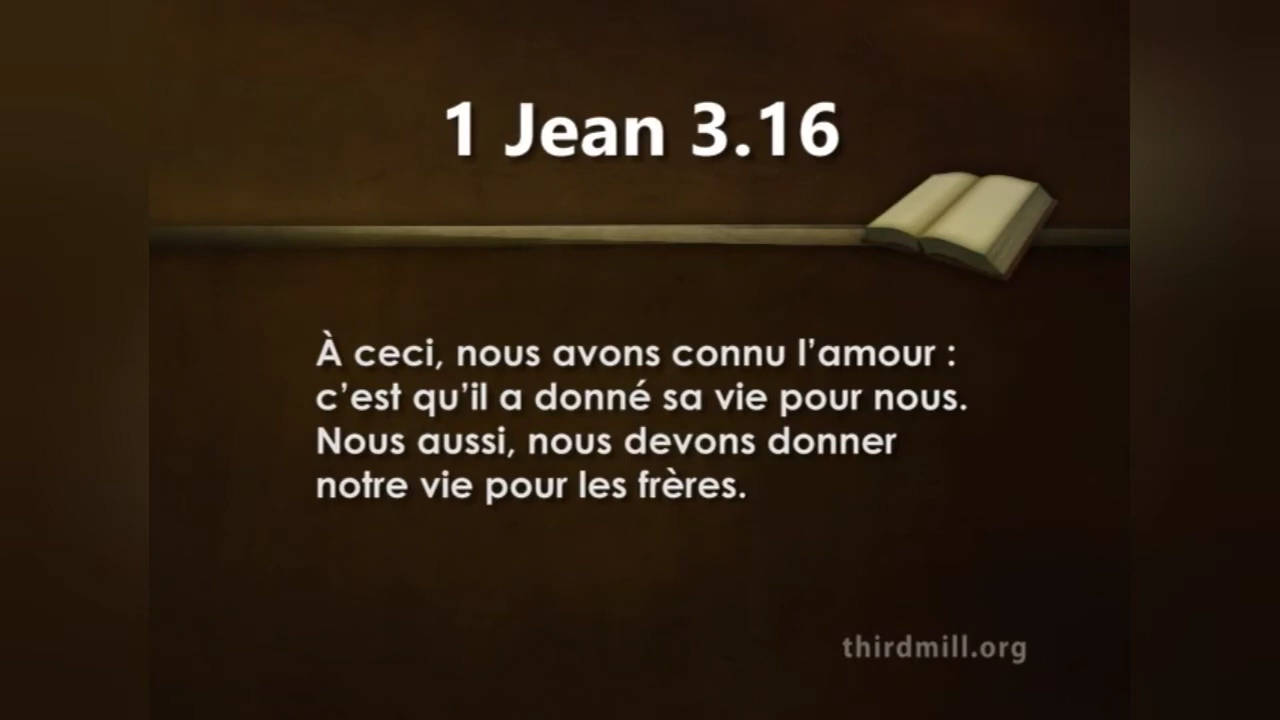 1 Jean 3.16
À ceci, nous avons connu l’amour :
c’est qu’il a donné sa vie pour nous.
Nous aussi, nous devons donner
notre vie pour les frères.
thirdmill.org